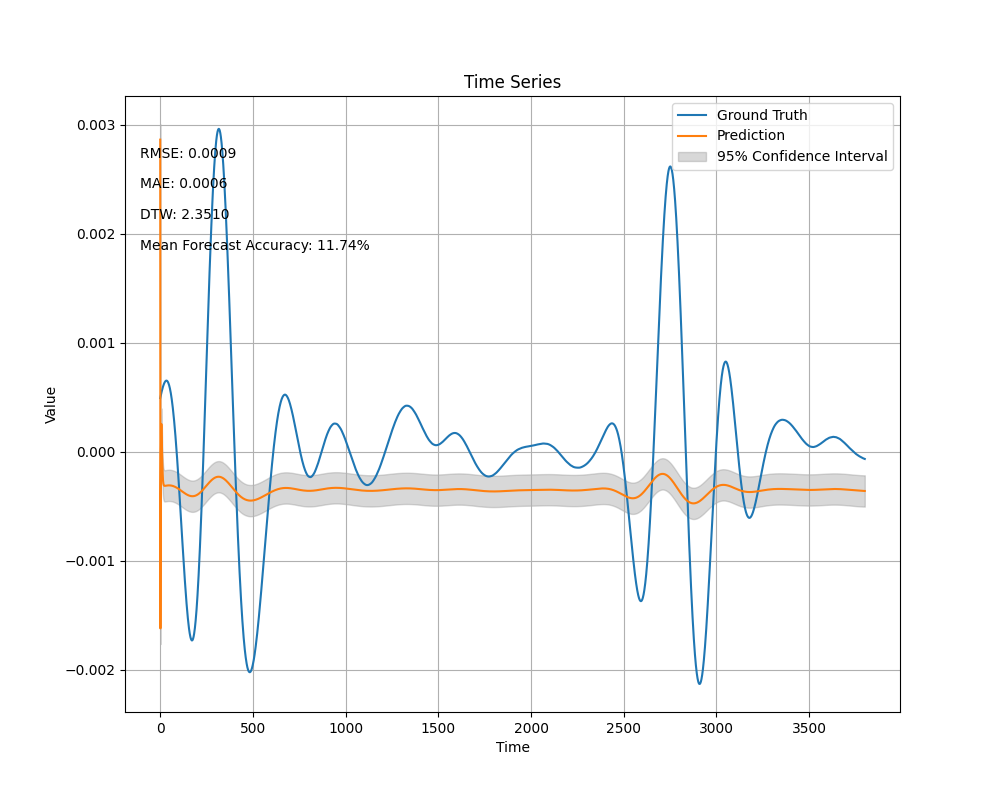 Time Series
Ground Truth
Prediction
95% Confidence Interval
RMSE: 0.0009
MAE: 0.0006
DTW: 2.3510
Mean Forecast Accuracy: 11.74%
Value
0.003
0.002
0.001
0.000
−0.001
−0.002
0 500 1000 1500 2000 2500 3000 3500
Time